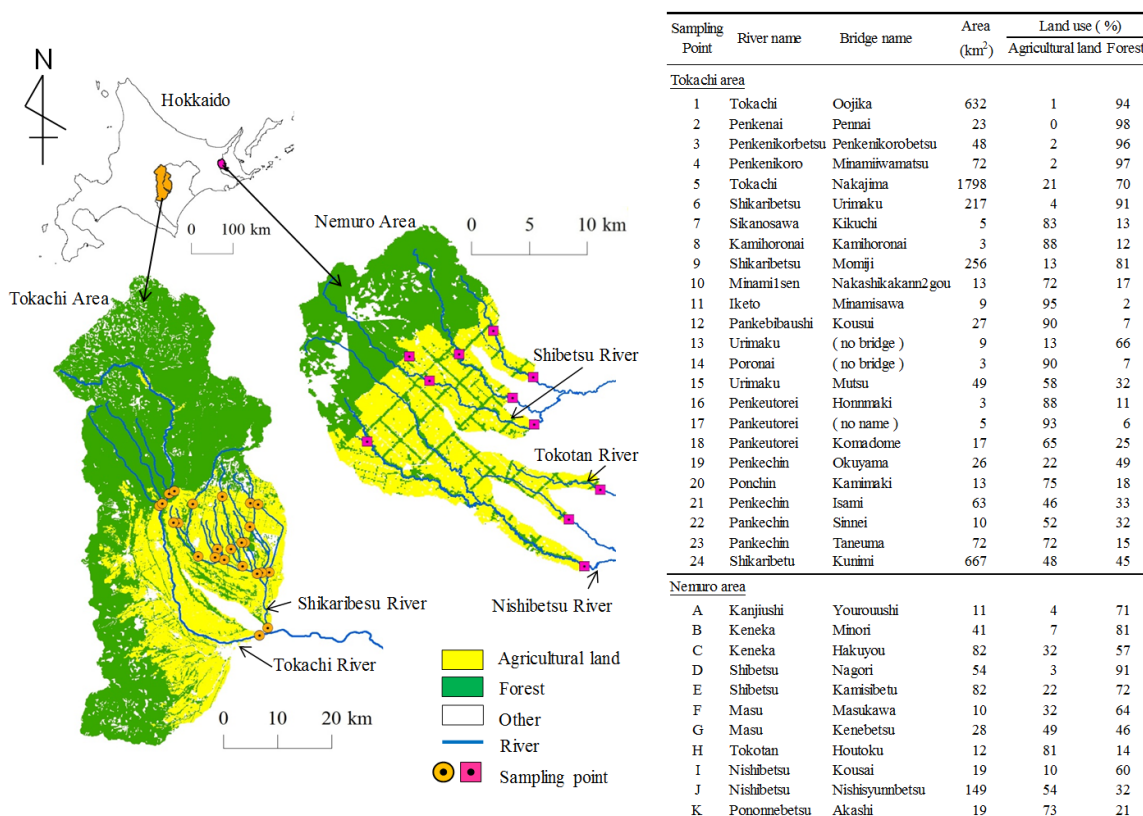 N
Hokkaido
0 100 km
Nemuro Area
0 5 10 km
Tokachi Area
Shibetsu River
Tokotan River
Nishibetsu River
Shikaribesu River
Tokachi River
0 10 20 km
Agricultural land
Forest
Other
River
Sampling point
Sampling Point River name Bridge name Area (km²) Land use ( %)
Agricultural land Forest
Tokachi area
1 Tokachi Oojika 632 1 94
2 Penkenai Pennai 23 0 98
3 Penkenikorbetsu Penkenikorobetsu 48 2 96
4 Penkenikoro Minamiiwamatsu 72 2 97
5 Tokachi Nakajima 1798 21 70
6 Shikaribetsu Urimaku 217 4 91
7 Sikanosawa Kikuchi 5 83 13
8 Kamihoronai Kamihoronai 3 88 12
9 Shikaribetsu Momiji 256 13 81
10 Minami1sen Nakashikakann2gou 13 72 17
11 Iketo Minamisawa 9 95 2
12 Pankebibaushi Kousui 27 90 7
13 Urimaku ( no bridge ) 9 13 66
14 Poronai ( no bridge ) 3 90 7
15 Urimaku Mutsu 49 58 32
16 Penkeutorei Honnmaki 3 88 11
17 Pankeutorei ( no name ) 5 93 6
18 Pankeutorei Komadome 17 65 25
19 Penkechin Okuyama 26 22 49
20 Ponchin Kamimaki 13 75 18
21 Penkechin Isami 63 46 33
22 Pankechin Sinnei 10 52 32
23 Pankechin Taneuma 72 72 15
24 Shikaribetu Kunimi 667 48 45
Nemuro area
A Kanjiushi Yourouushi 11 4 71
B Keneka Minori 41 7 81
C Keneka Hakuyou 82 32 57
D Shibetsu Nagori 54 3 91
E Shibetsu Kamisibetu 82 22 72
F Masu Masukawa 10 32 64
G Masu Kenebetsu 28 49 46
H Tokotan Houtoku 12 81 14
I Nishibetsu Kousai 19 10 60
J Nishibetsu Nishisyunnbetsu 149 54 32
K Pononnebetsu Akashi 19 73 21